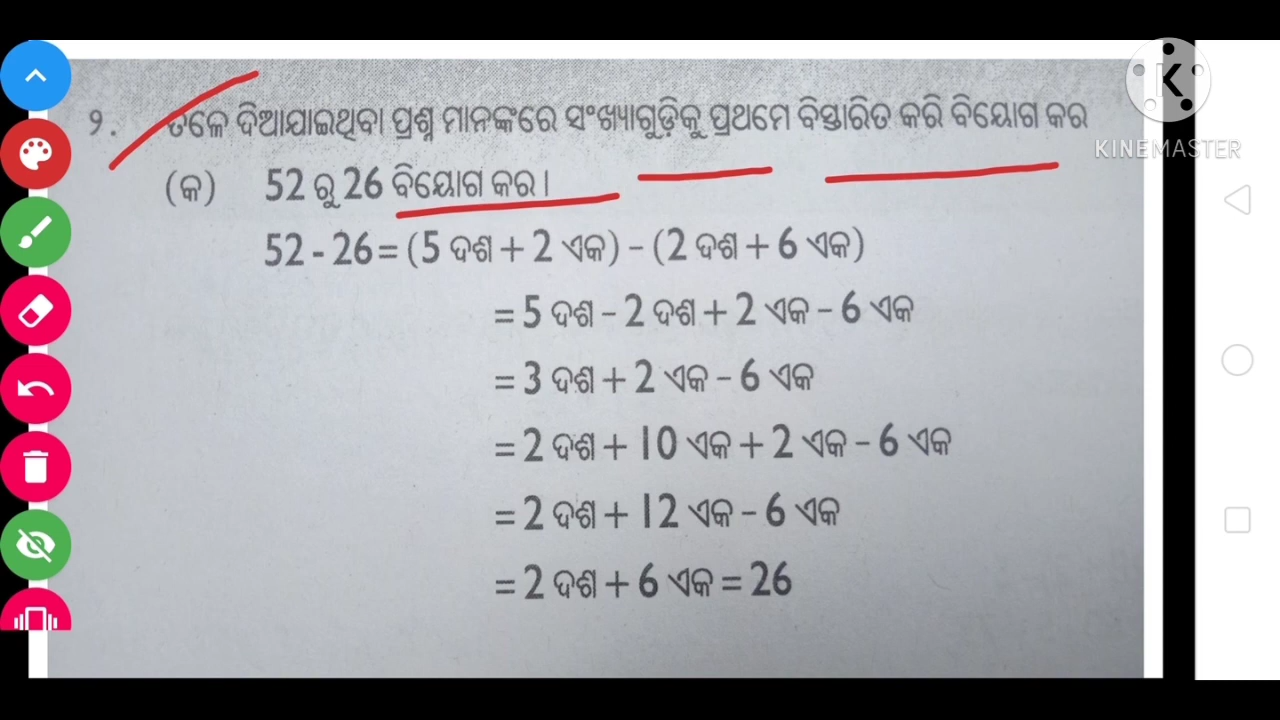 ୨. ତଳେ ଦିଆଯାଇଥିବା ପ୍ରଶ୍ନ ମାନଙ୍କରେ ସଂଖ୍ୟାଗୁଡ଼ିକୁ ପ୍ରଥମେ ବିସ୍ତାରିତ କରି ବିୟୋଗ କର
KINEMASTER
(କ) 52 ରୁ 26 ବିୟୋଗ କର।
52 - 26 = (5 ଦଶ + 2 ଏକ) - (2 ଦଶ + 6 ଏକ)
= 5 ଦଶ - 2 ଦଶ + 2 ଏକ - 6 ଏକ
= 3 ଦଶ + 2 ଏକ - 6 ଏକ
= 2 ଦଶ + 10 ଏକ + 2 ଏକ - 6 ଏକ
= 2 ଦଶ + 12 ଏକ - 6 ଏକ
= 2 ଦଶ + 6 ଏକ = 26